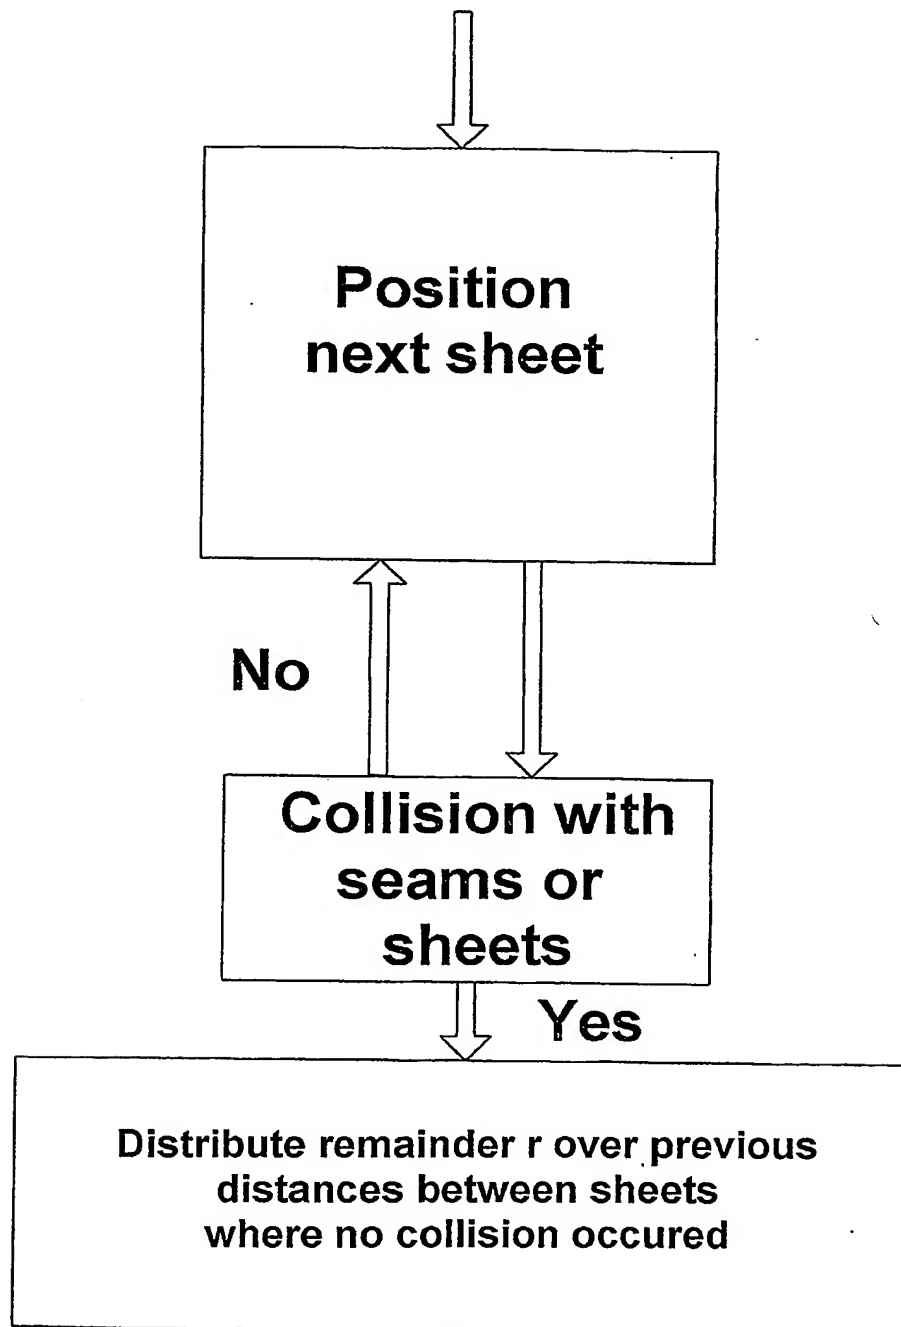 Position
next sheet
No
Collision with
seams or
sheets
Yes
Distribute remainder r over previous
distances between sheets
where no collision occured